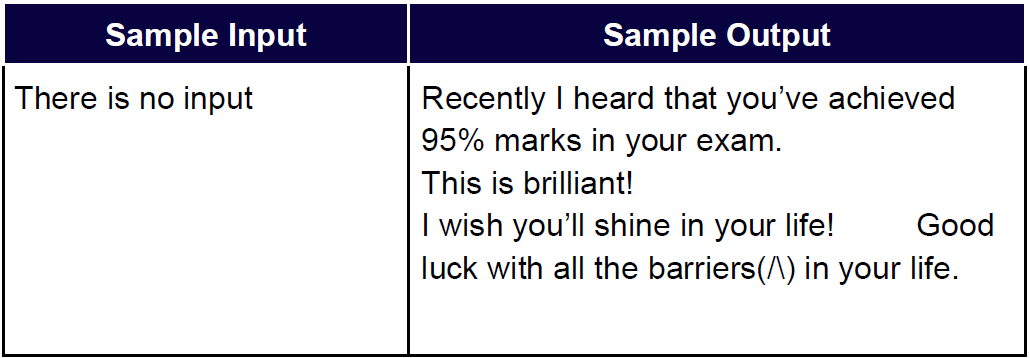 Sample Input Sample Output
There is no input
Recently I heard that you’ve achieved
95% marks in your exam.
This is brilliant!
I wish you’ll shine in your life! Good
luck with all the barriers(/\) in your life.